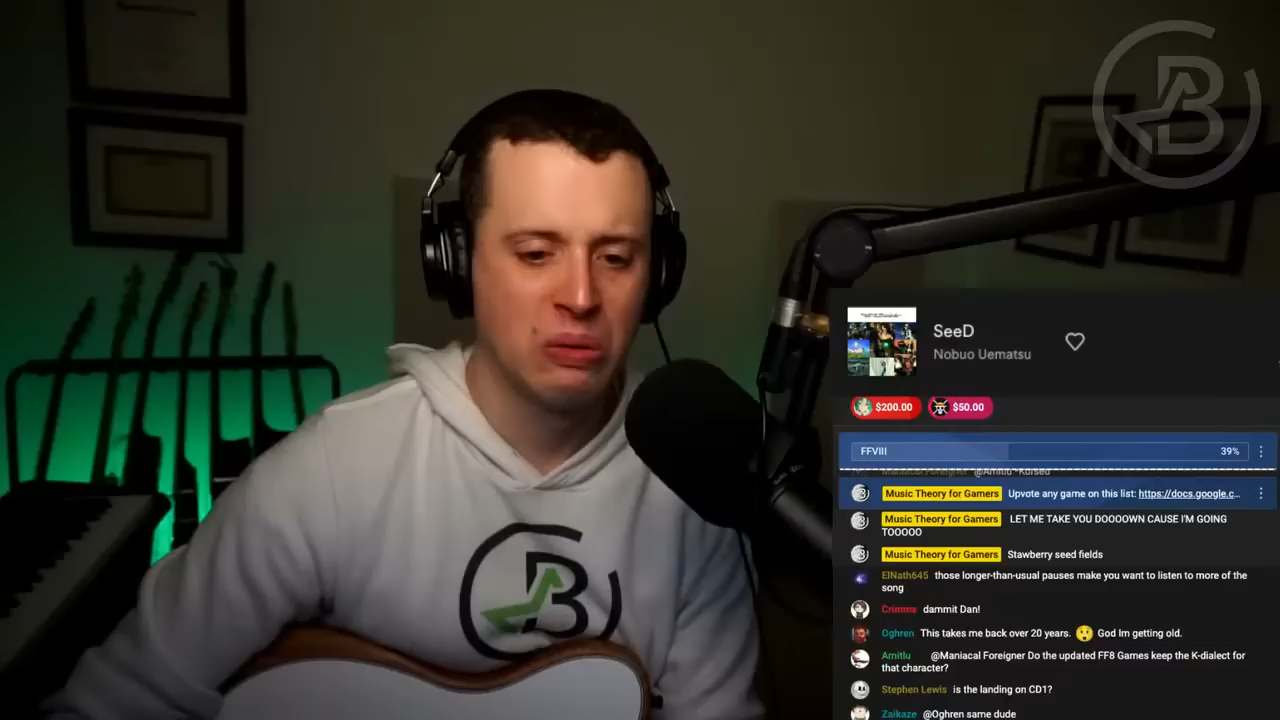 SeeD
Nobuo Uematsu
$200.00 $50.00
FFVIII 39%
Maniacal Foreigner @Amitlu *Kursed
Music Theory for Gamers Upvote any game on this list: https://docs.google.c...
Music Theory for Gamers LET ME TAKE YOU DOOOOWN CAUSE I'M GOING
TOOOOO
Music Theory for Gamers Stawberry seed fields
ElNath645 those longer-than-usual pauses make you want to listen to more of the
song
Crimms dammit Dan!
Oghren This takes me back over 20 years. God Im getting old.
Amitlu @Maniacal Foreigner Do the updated FF8 Games keep the K-dialect for
that character?
Stephen Lewis is the landing on CD1?
Zaikaze @Oghren same dude